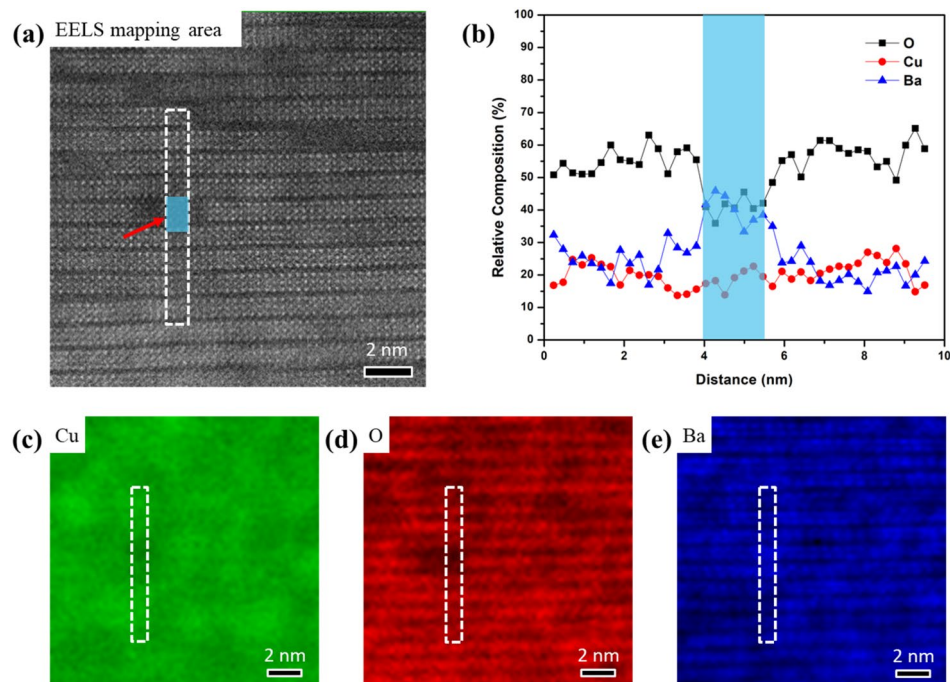 (a) EELS mapping area
2 nm
(b)
100
90
80
70
60
50
40
30
20
10
0
Relative Composition (%)
O
Cu
Ba
0 2 4 6 8 10
Distance (nm)
(c) Cu
2 nm
(d) O
2 nm
(e) Ba
2 nm